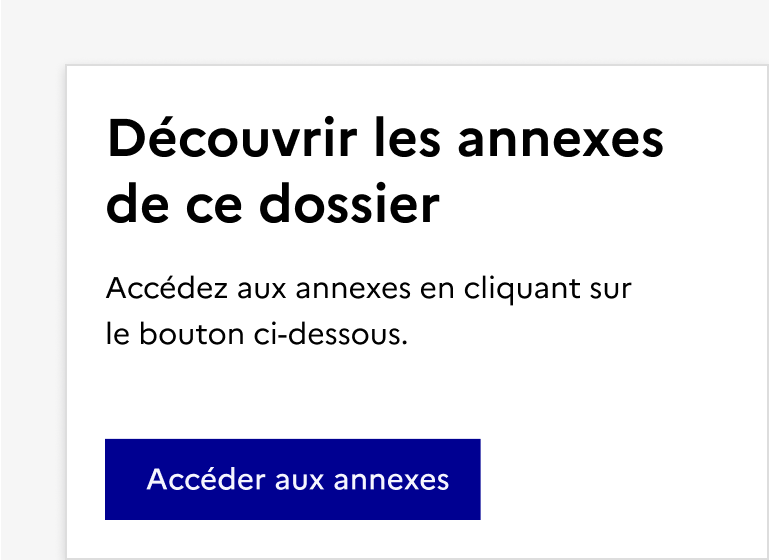 Découvrir les annexes
de ce dossier
Accédez aux annexes en cliquant sur
le bouton ci-dessous.
Accéder aux annexes